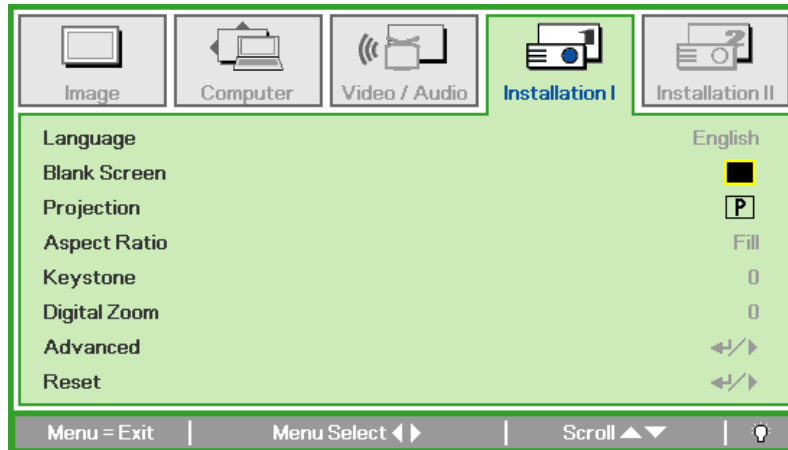 Image Computer Video / Audio Installation I Installation II
Language English
Blank Screen
Projection P
Aspect Ratio Fill
Keystone 0
Digital Zoom 0
Advanced
Reset
Menu = Exit Menu Select Scroll